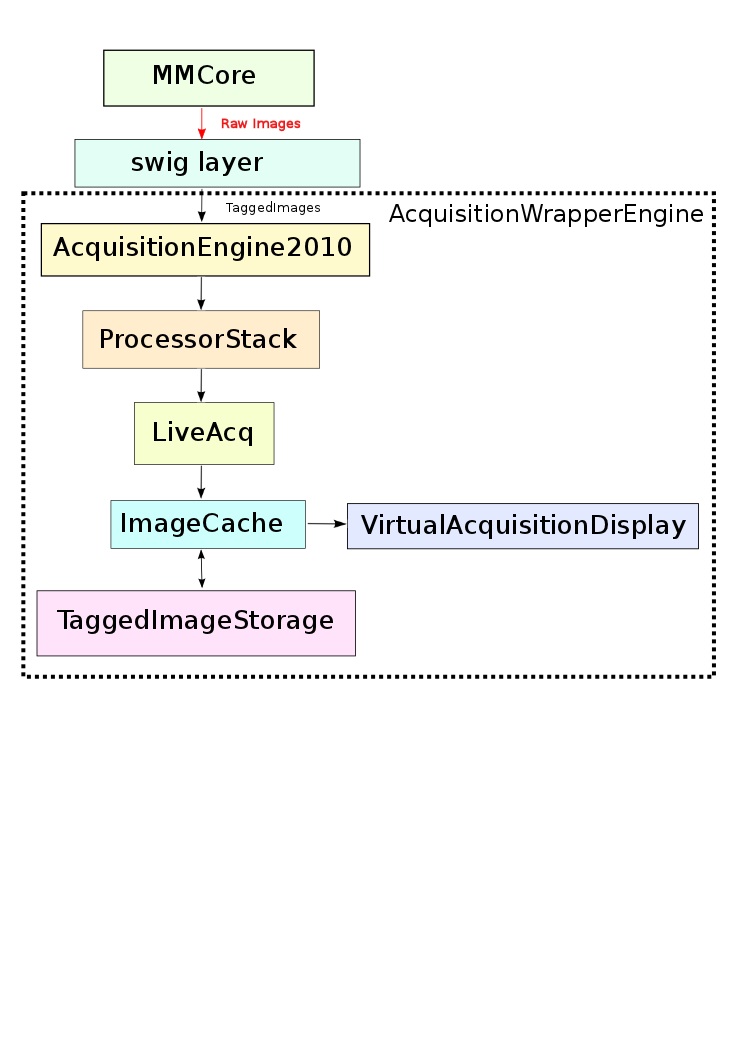 MMCore
Raw Images
swig layer
TaggedImages
AcquisitionWrapperEngine
AcquisitionEngine2010
ProcessorStack
LiveAcq
ImageCache
VirtualAcquisitionDisplay
TaggedImageStorage